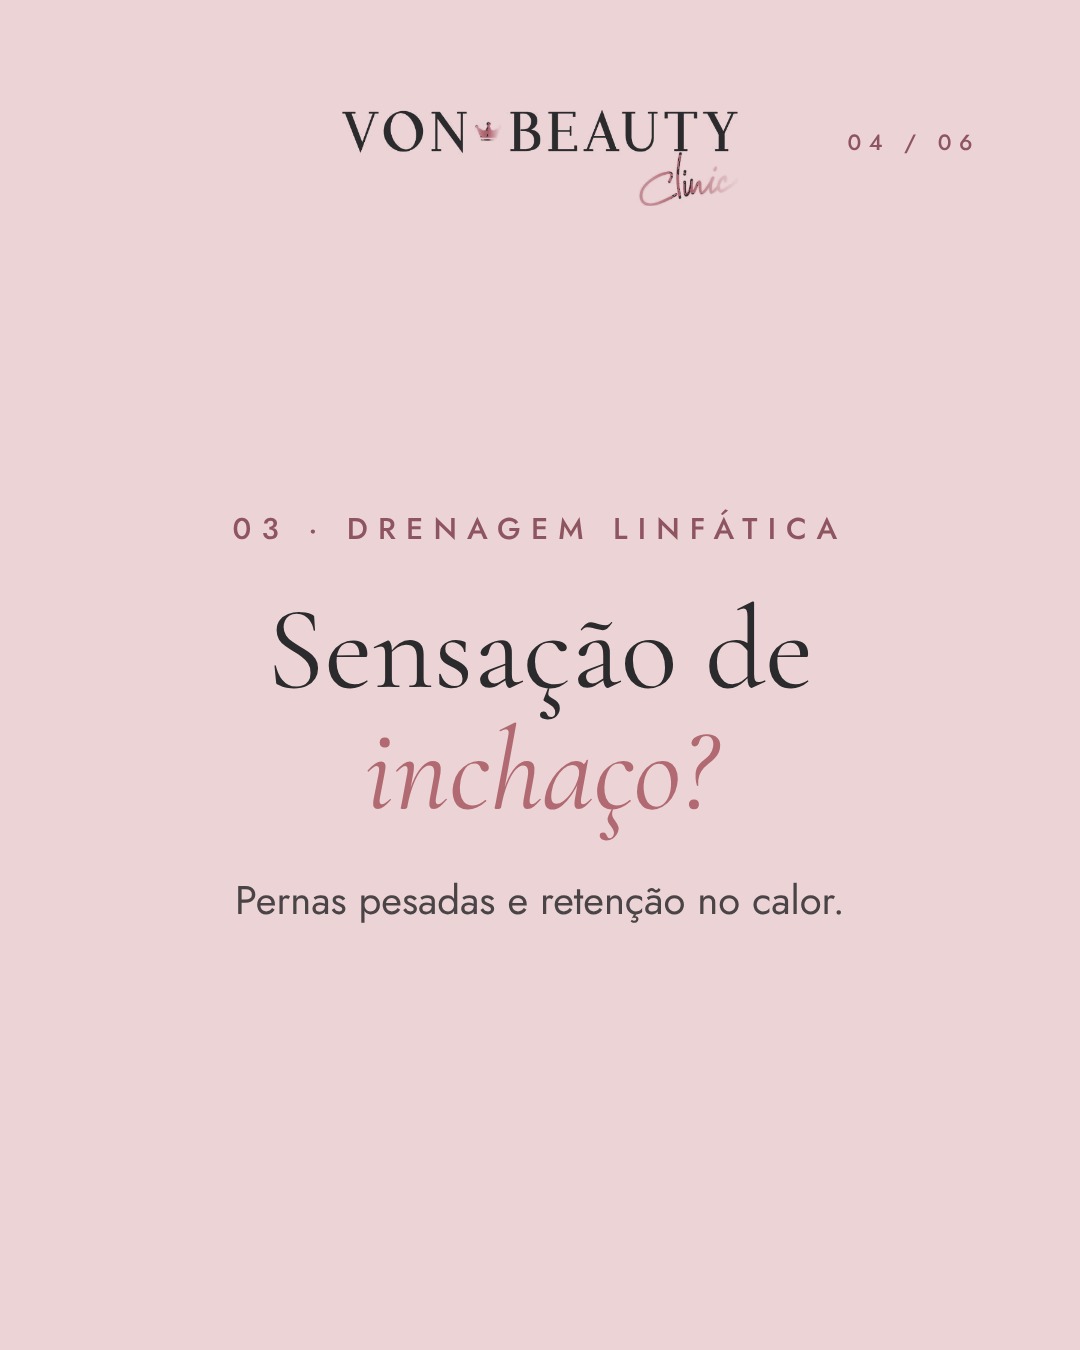 VON BEAUTY
Clinic
04 / 06
03 · DRENAGEM LINFÁTICA
Sensação de
inchaço?
Pernas pesadas e retenção no calor.